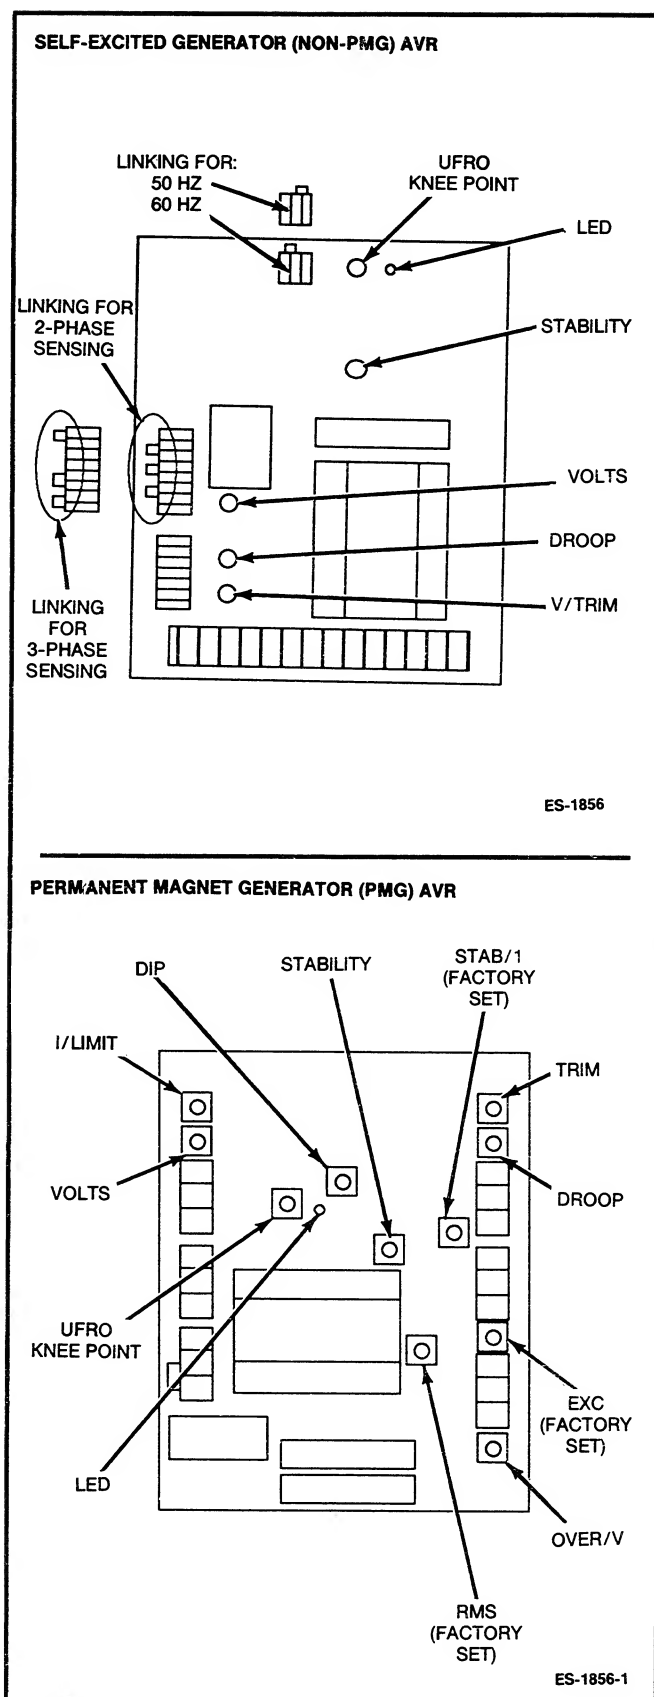 SELF-EXCITED GENERATOR (NON-PMG) AVR
LINKING FOR:
50 HZ
60 HZ
UFRO
KNEE POINT
LED
LINKING FOR
2-PHASE
SENSING
STABILITY
VOLTS
DROOP
V/TRIM
LINKING
FOR
3-PHASE
SENSING
ES-1856
PERMANENT MAGNET GENERATOR (PMG) AVR
DIP
STABILITY
STAB/1
(FACTORY
SET)
I/LIMIT
TRIM
VOLTS
DROOP
UFRO
KNEE POINT
EXC
(FACTORY
SET)
LED
OVER/V
RMS
(FACTORY
SET)
ES-1856-1